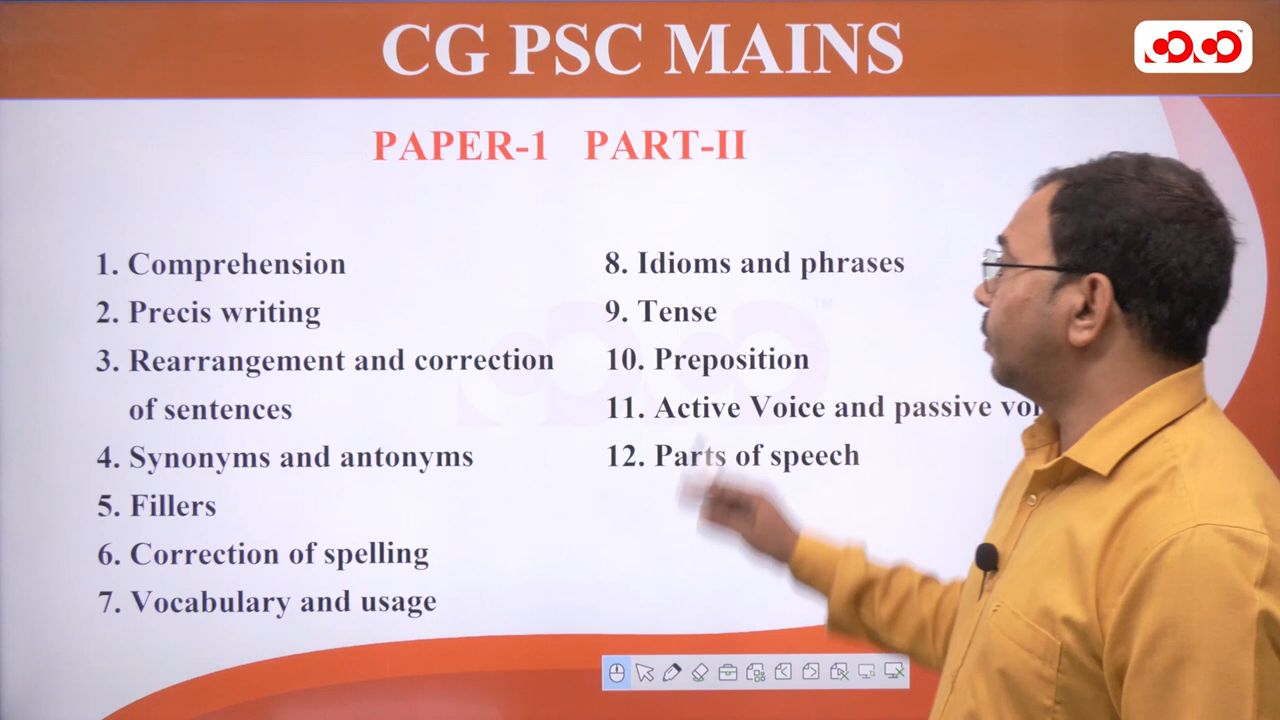 CG PSC MAINS
PAPER-1 PART-II
1. Comprehension
2. Precis writing
3. Rearrangement and correction
of sentences
4. Synonyms and antonyms
5. Fillers
6. Correction of spelling
7. Vocabulary and usage
8. Idioms and phrases
9. Tense
10. Preposition
11. Active Voice and passive
12. Parts of speech